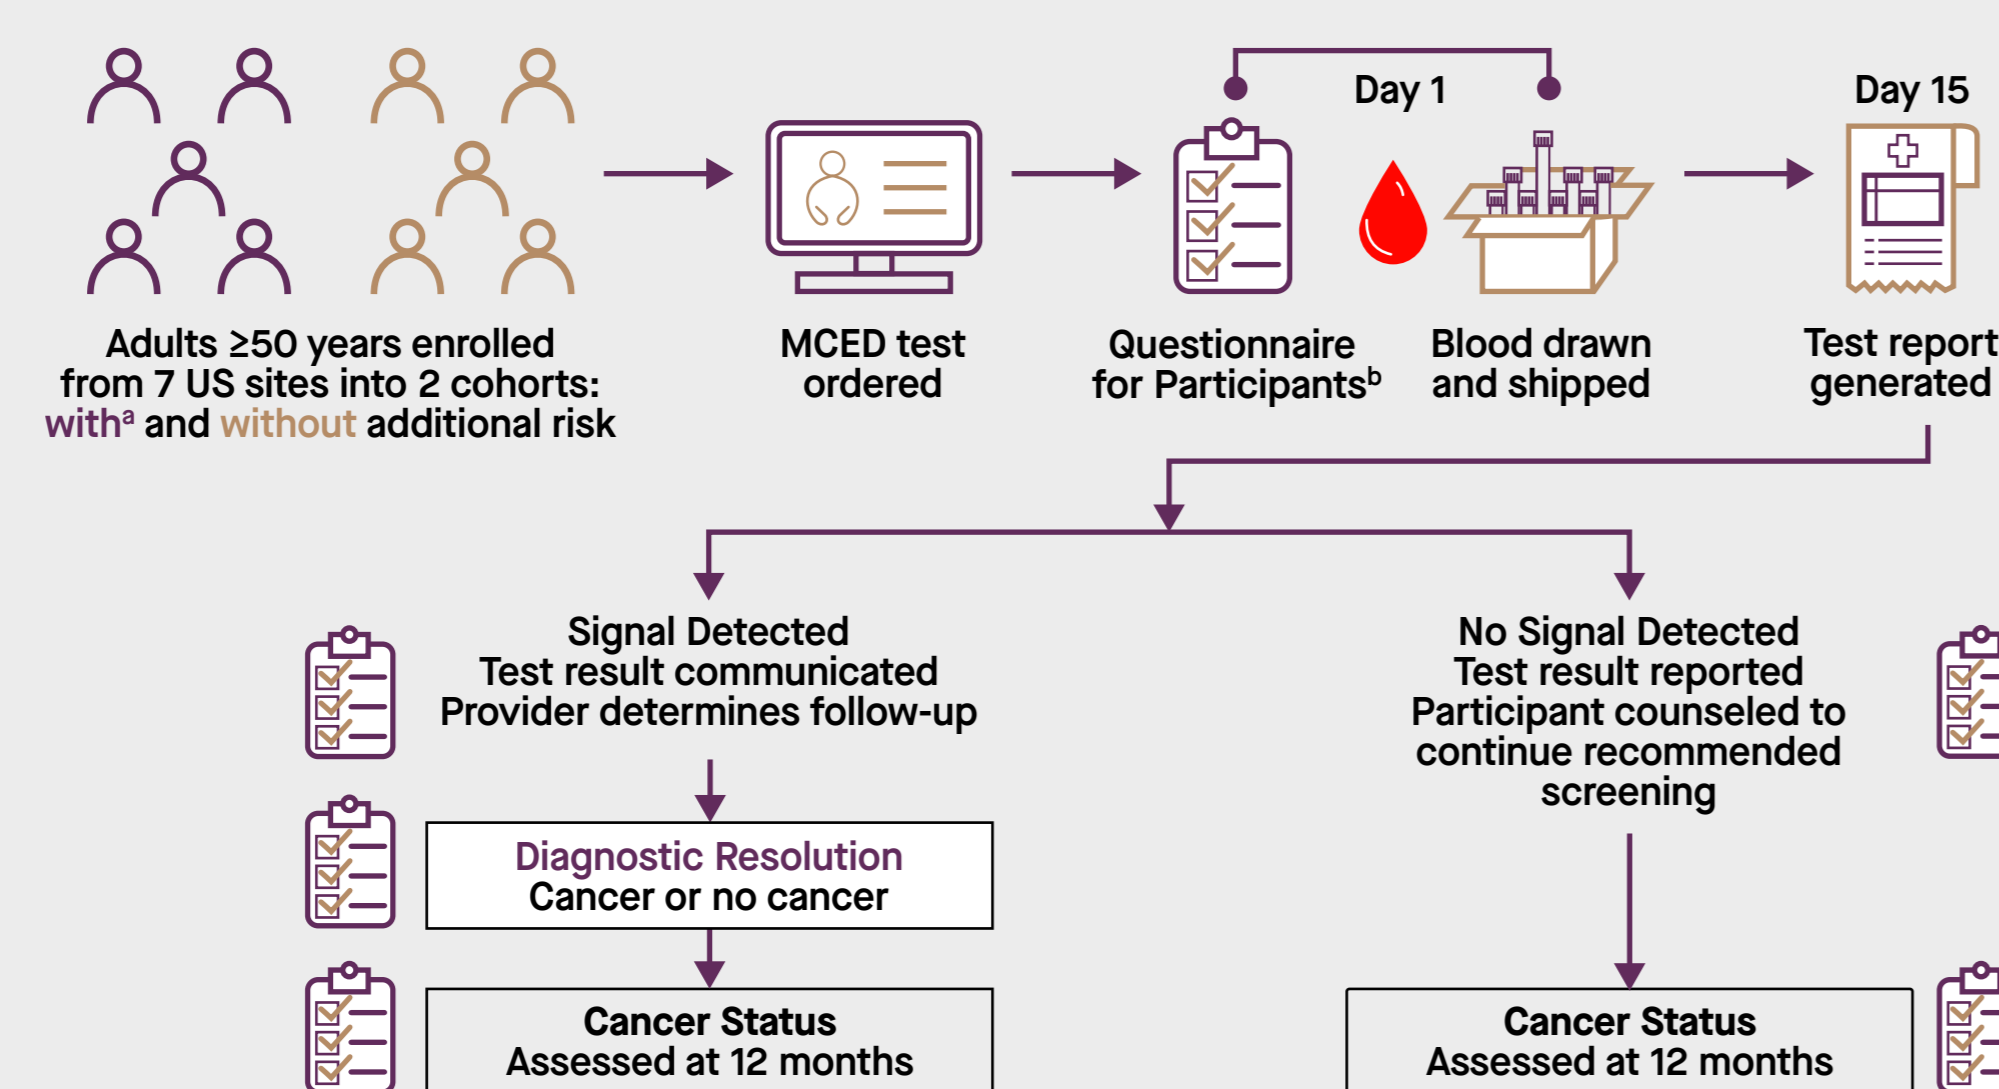 Day 1
Day 15
Adults ≥50 years enrolled
from 7 US sites into 2 cohorts:
withᵃ and without additional risk
MCED test
ordered
Questionnaire
for Participantsᵇ
Blood drawn
and shipped
Test report
generated
Signal Detected
Test result communicated
Provider determines follow-up
No Signal Detected
Test result reported
Participant counseled to
continue recommended
screening
Diagnostic Resolution
Cancer or no cancer
Cancer Status
Assessed at 12 months
Cancer Status
Assessed at 12 months